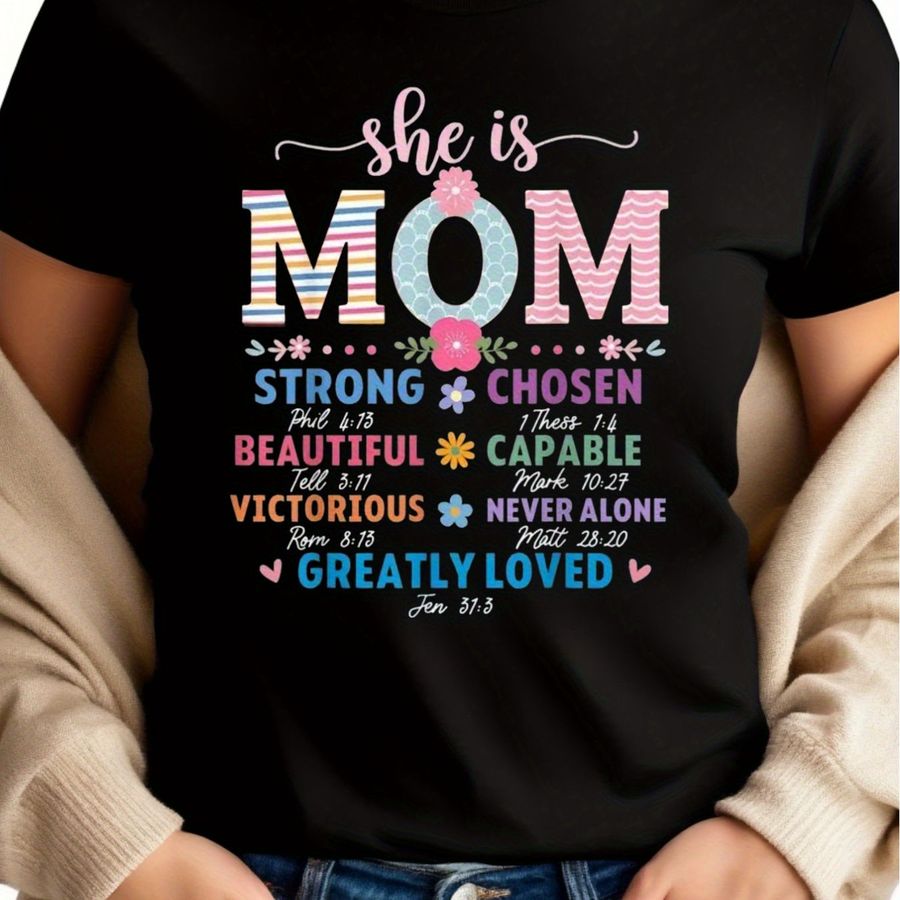 she is
MOM
STRONG CHOSEN
Phil 4:13 1 Thess 1:4
BEAUTIFUL CAPABLE
Tell 3:11 Mark 10:27
VICTORIOUS NEVER ALONE
Rom 8:13 Matt 28:20
GREATLY LOVED
Jen 31:3